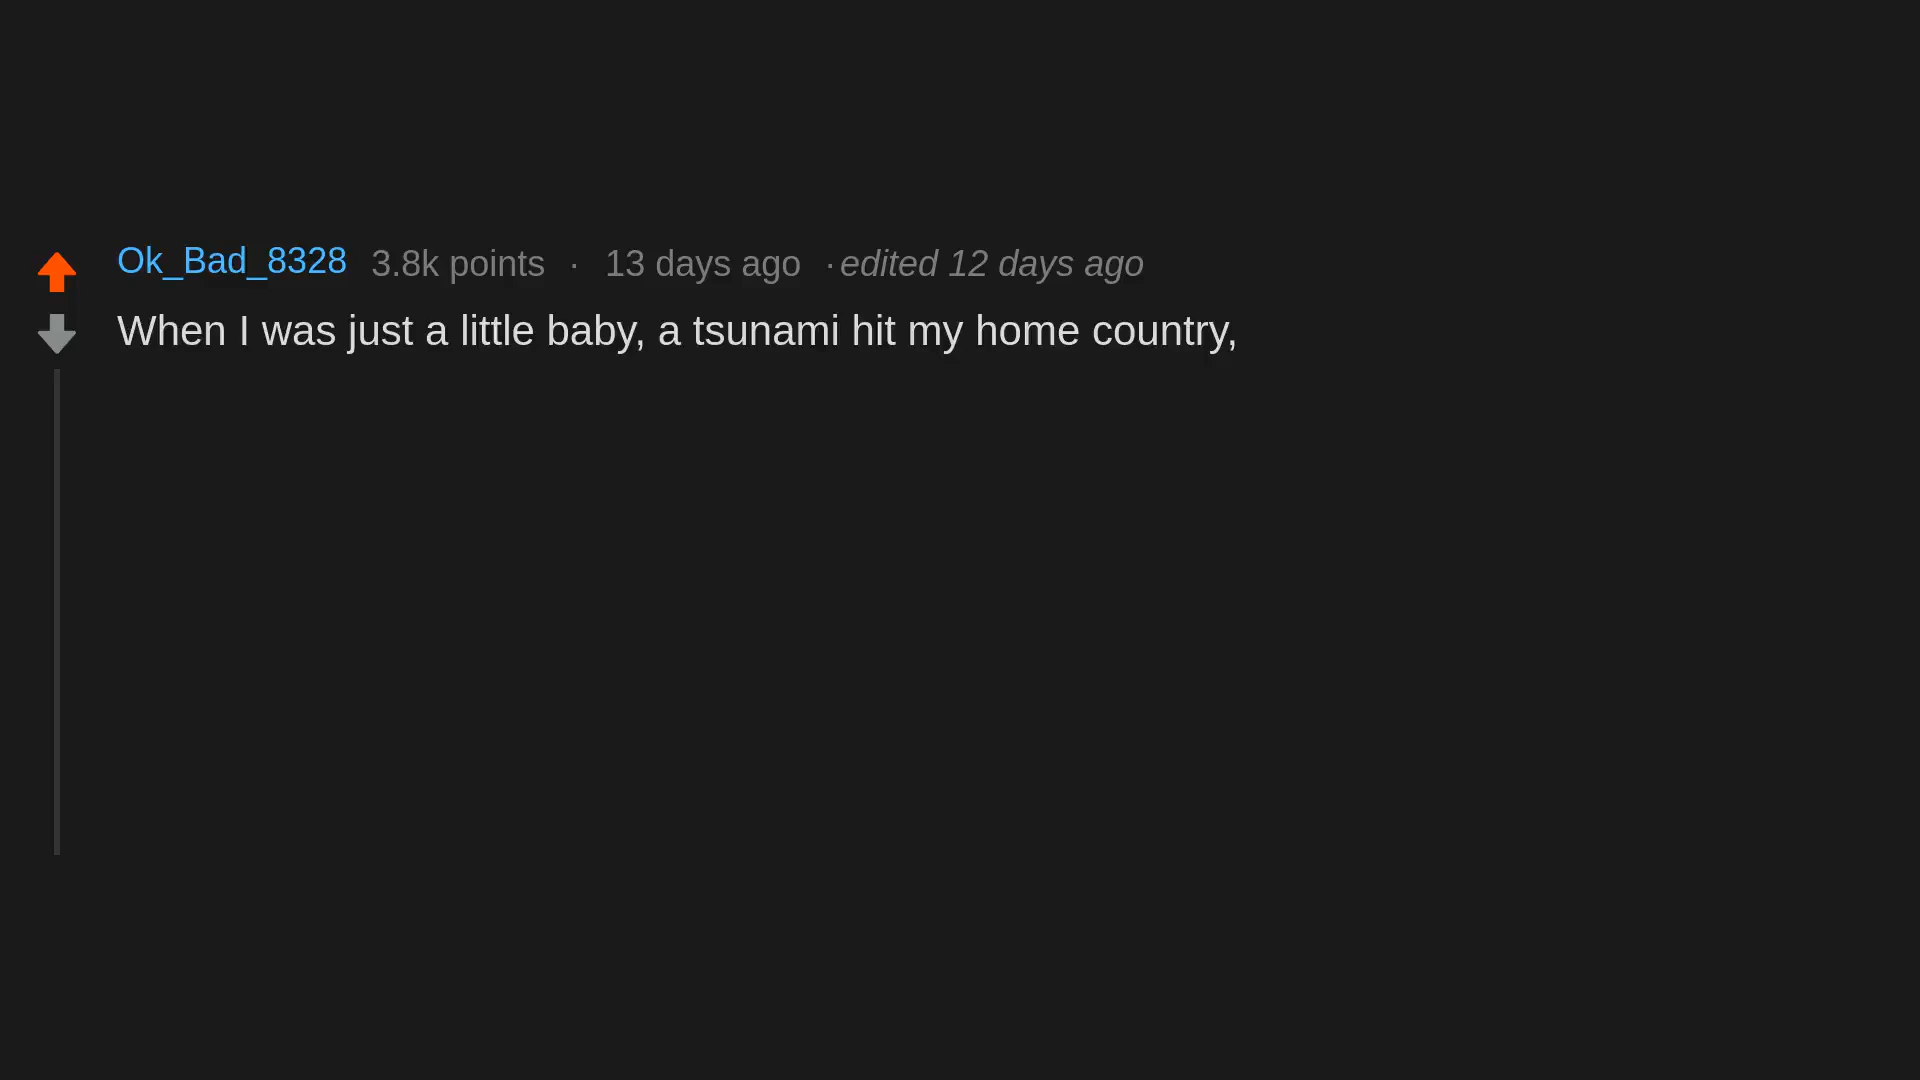 Ok_Bad_8328 3.8k points · 13 days ago · edited 12 days ago
When I was just a little baby, a tsunami hit my home country,